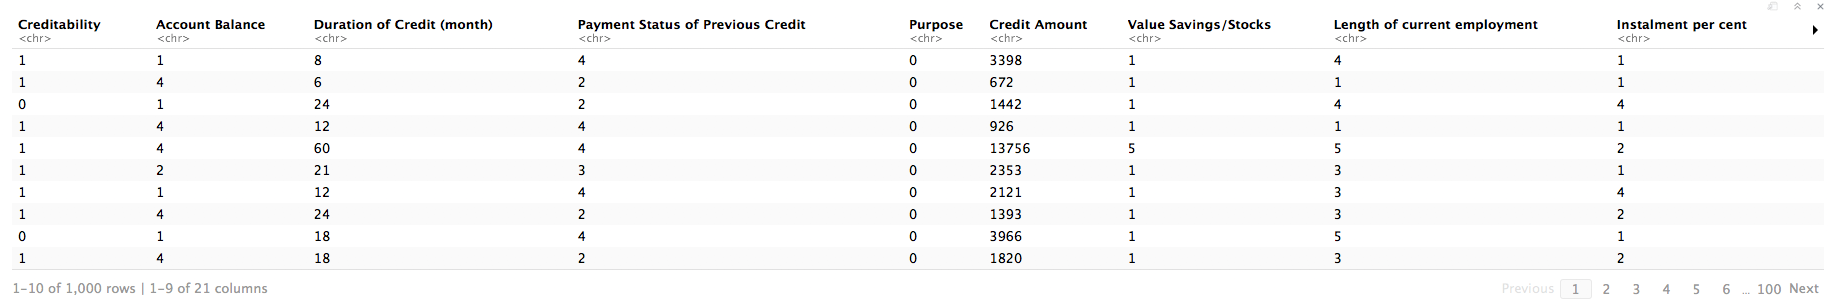 Creditability Account Balance Duration of Credit (month) Payment Status of Previous Credit Purpose Credit Amount Value Savings/Stocks Length of current employment Instalment per cent
<chr> <chr> <chr> <chr> <chr> <chr> <chr> <chr> <chr>
1 1 8 4 0 3398 1 4 1
1 4 6 2 0 672 1 1 1
0 1 24 2 0 1442 1 4 4
1 4 12 4 0 926 1 1 1
1 4 60 4 0 13756 5 5 2
1 2 21 3 0 2353 1 3 1
1 1 12 4 0 2121 1 3 4
1 4 24 2 0 1393 1 3 2
0 1 18 4 0 3966 1 5 1
1 4 18 2 0 1820 1 3 2
1-10 of 1,000 rows | 1-9 of 21 columns Previous 1 2 3 4 5 6 ... 100 Next